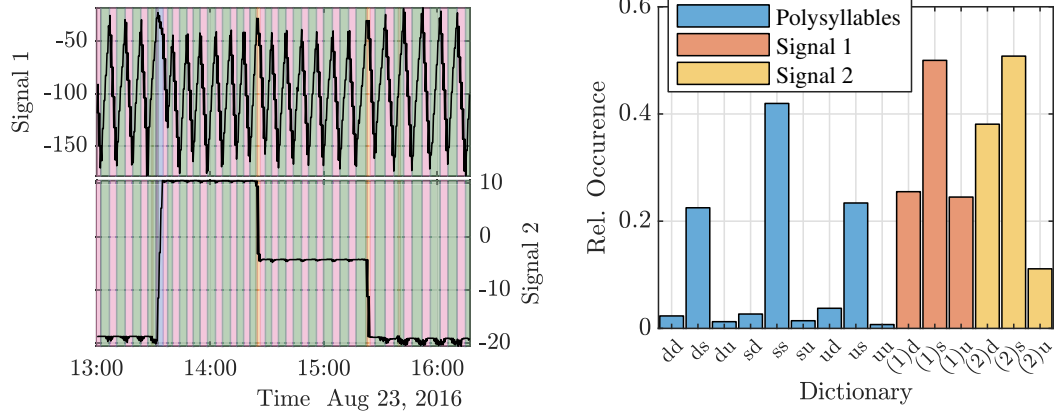 Signal 1
-50
-100
-150
Signal 2
10
0
-10
-20
13:00 14:00 15:00 16:00
Time Aug 23, 2016
Polysyllables
Signal 1
Signal 2
Rel. Occurence
0.6
0.4
0.2
0
dd ds du sd ss su ud us uu (1)d (1)s (1)u (2)d (2)s (2)u
Dictionary